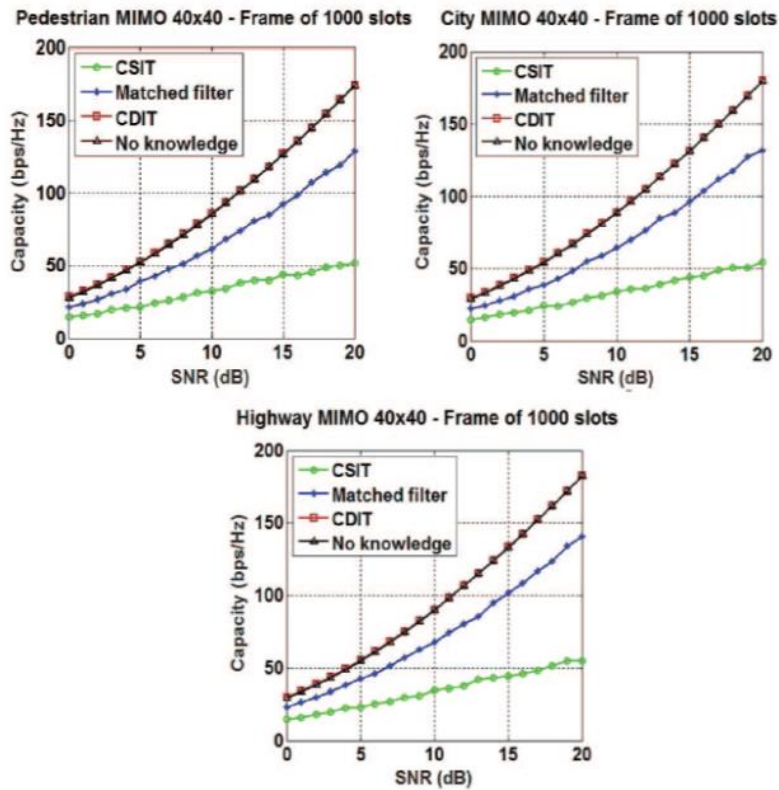 Pedestrian MIMO 40x40 - Frame of 1000 slots
200
150
100
50
0
Capacity (bps/Hz)
CSIT
Matched filter
CDIT
No knowledge
0 5 10 15 20
SNR (dB)
City MIMO 40x40 - Frame of 1000 slots
200
150
100
50
0
Capacity (bps/Hz)
CSIT
Matched filter
CDIT
No knowledge
0 5 10 15 20
SNR (dB)
Highway MIMO 40x40 - Frame of 1000 slots
200
150
100
50
0
Capacity (bps/Hz)
CSIT
Matched filter
CDIT
No knowledge
0 5 10 15 20
SNR (dB)